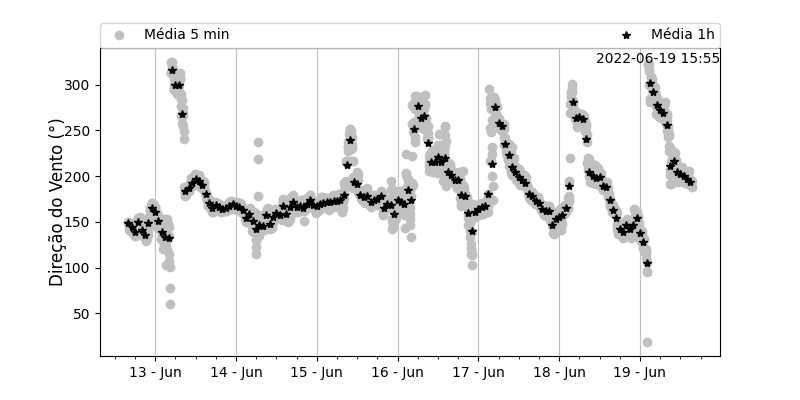 Média 5 min
Média 1h
2022-06-19 15:55
Direção do Vento (°)
300
250
200
150
100
50
13 - Jun
14 - Jun
15 - Jun
16 - Jun
17 - Jun
18 - Jun
19 - Jun